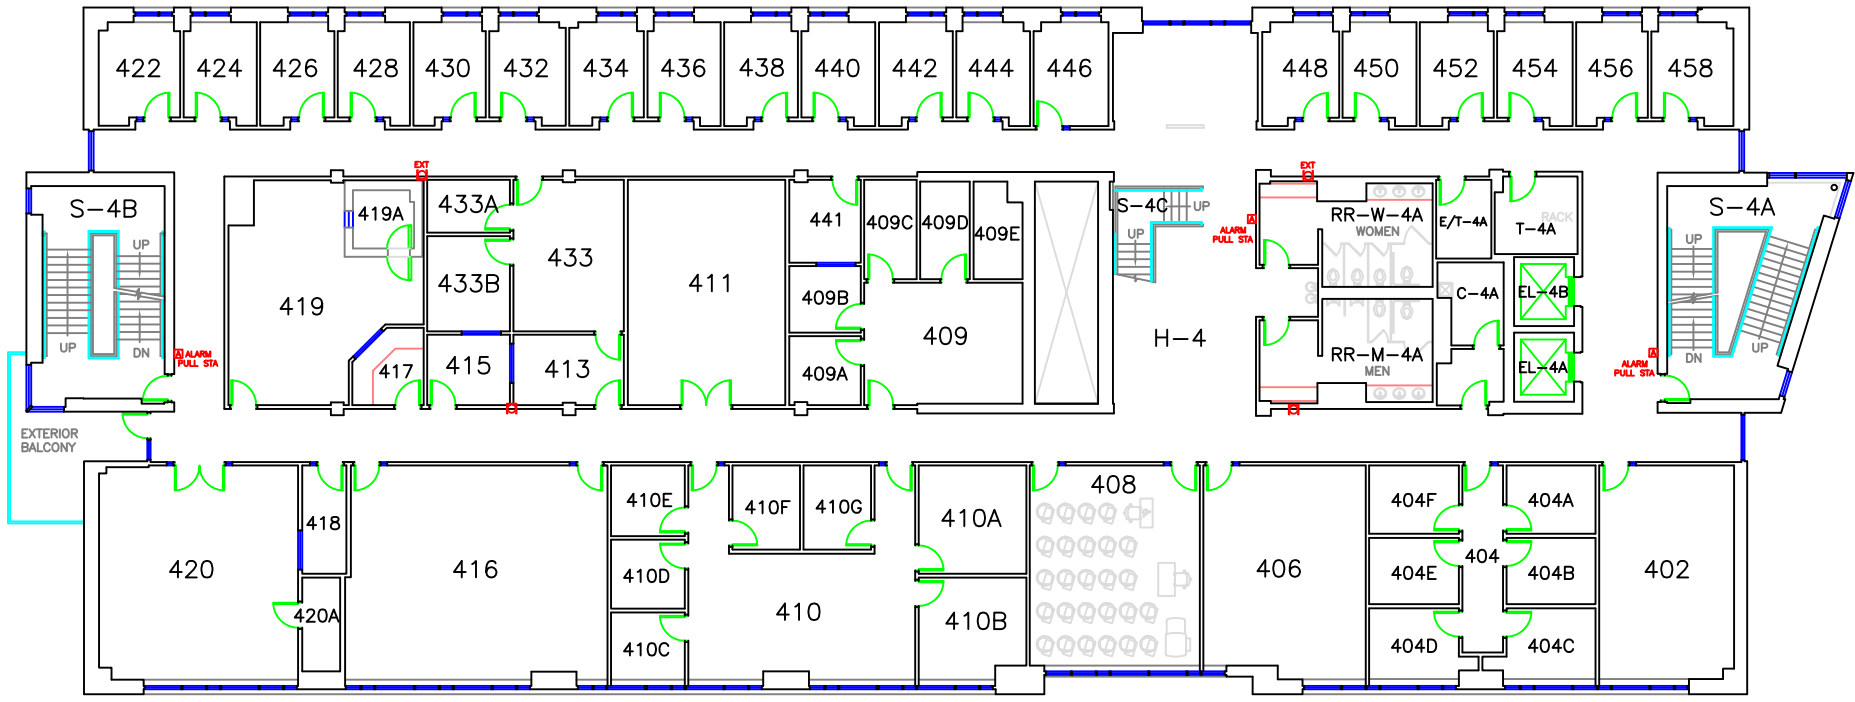 422 424 426 428 430 432 434 436 438 440 442 444 446 448 450 452 454 456 458
EXT EXT
S-4B 419A 433A 441 409C 409D 409E S-4C UP RR-W-4A WOMEN E/T-4A RACK T-4A S-4A
ALARM
PULL STA
UP UP UP
433 433B 411 409B 419 409 H-4 C-4A EL-4B
UP DN
ALARM
PULL STA
417 415 413 409A RR-M-4A MEN EL-4A
ALARM
PULL STA
DN UP
EXTERIOR
BALCONY
408
418 410E 410F 410G 410A 404F 404A
420 416 410D 406 404E 404 404B 402
420A 410 410B
410C 404D 404C